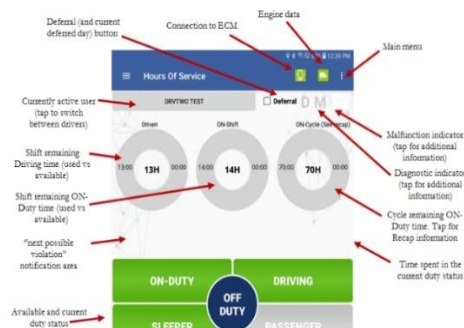 Deferral (and current
deferred day) button
Connection to ECM
Engine data
Main menu
12:31 PM
Hours Of Service
Currently active user
(tap to switch
between drivers)
DRVTWO TEST
Deferral
D M
Driven
ON-Shift
ON-Cycle (See recap)
Malfunction indicator
(tap for additional
information)
Diagnostic indicator
(tap for additional
information)
Shift remaining
Driving time (used vs
available)
13:00
13H
00:00
14:00
14H
00:00
70:00
70H
00:00
Shift remaining ON-
Duty time (used vs
available)
Cycle remaining ON-
Duty time. Tap for
Recap information
"next possible
violation"
notification area
Time spent in the
current duty status
ON-DUTY
DRIVING
OFF
DUTY
Available and current
duty status
SLEEPER
PASSENGER